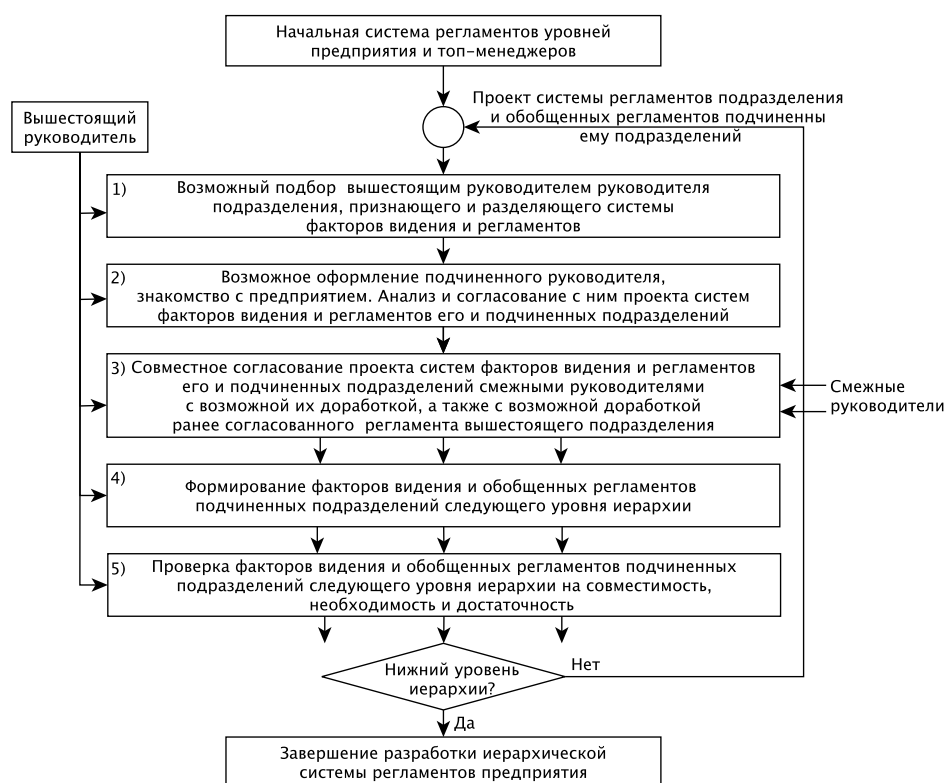 Начальная система регламентов уровней
предприятия и топ-менеджеров
Проект системы регламентов подразделения
и обобщенных регламентов подчиненны
ему подразделений
Вышестоящий
руководитель
1) Возможный подбор вышестоящим руководителем руководителя
подразделения, признающего и разделяющего системы
факторов видения и регламентов
2) Возможное оформление подчиненного руководителя,
знакомство с предприятием. Анализ и согласование с ним проекта систем
факторов видения и регламентов его и подчиненных подразделений
3) Совместное согласование проекта систем факторов видения и регламентов
его и подчиненных подразделений смежными руководителями
с возможной их доработкой, а также с возможной доработкой
ранее согласованного регламента вышестоящего подразделения
Смежные
руководители
4) Формирование факторов видения и обобщенных регламентов
подчиненных подразделений следующего уровня иерархии
5) Проверка факторов видения и обобщенных регламентов подчиненных
подразделений следующего уровня иерархии на совместимость,
необходимость и достаточность
Нижний уровень
иерархии?
Нет
Да
Завершение разработки иерархической
системы регламентов предприятия